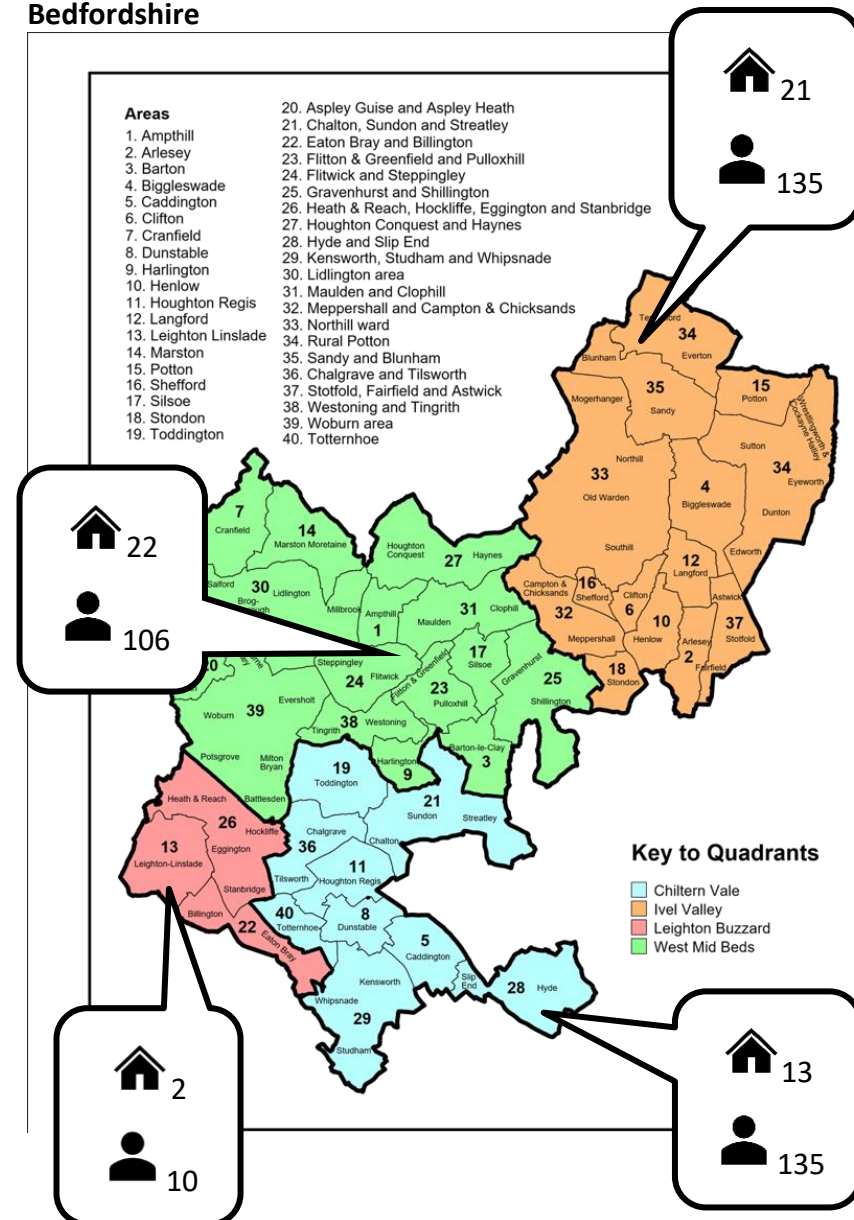 Bedfordshire
Areas
1. Ampthill
2. Arlesey
3. Barton
4. Biggleswade
5. Caddington
6. Clifton
7. Cranfield
8. Dunstable
9. Harlington
10. Henlow
11. Houghton Regis
12. Langford
13. Leighton Linslade
14. Marston
15. Potton
16. Shefford
17. Silsoe
18. Stondon
19. Toddington
20. Aspley Guise and Aspley Heath
21. Chalton, Sundon and Streatley
22. Eaton Bray and Billington
23. Flitton & Greenfield and Pulloxhill
24. Flitwick and Steppingley
25. Gravenhurst and Shillington
26. Heath & Reach, Hockliffe, Eggington and Stanbridge
27. Houghton Conquest and Haynes
28. Hyde and Slip End
29. Kensworth, Studham and Whipsnade
30. Lidlington area
31. Maulden and Clophill
32. Meppershall and Campton & Chicksands
33. Northill ward
34. Rural Potton
35. Sandy and Blunham
36. Chalgrave and Tilsworth
37. Stotfold, Fairfield and Astwick
38. Westoning and Tingrith
39. Woburn area
40. Totternhoe
21
135
34
Everton
Blunham
35
Sandy
15
Potton
Mogerhanger
Wrestlingworth &
Cockayne Hatley
Sutton
34
Eyeworth
Northill
33
Old Warden
4
Biggleswade
Dunton
Southill
Edworth
12
Langford
Campton &
Chicksands
16
Shefford
Clifton
6
Astwick
32
10
37
Stotfold
Meppershall
Henlow
Arlesey
2
Fairfield
18
Stondon
22
106
7
Cranfield
14
Marston Moretaine
Houghton
Conquest
27
Haynes
Salford
30
Lidlington
Millbrook
Ampthill
1
31
Clophill
Maulden
Steppingley
24
Flitwick
Flitton & Greenfield
17
Silsoe
23
Pulloxhill
Gravenhurst
25
Shillington
Eversholt
39
Woburn
38
Westoning
Tingrith
Potsgrove
Milton
Bryan
Harlington
9
Barton-le-Clay
3
Battlesden
19
Toddington
21
Sundon
Streatley
Heath & Reach
26
Hockliffe
Eggington
13
Leighton-Linslade
Stanbridge
Billington
22
Eaton Bray
Chalgrave
36
Chalton
11
Houghton Regis
Tilsworth
40
Totternhoe
8
Dunstable
5
Caddington
Kensworth
Slip
End
28
Hyde
Whipsnade
29
Studham
Key to Quadrants
Chiltern Vale
Ivel Valley
Leighton Buzzard
West Mid Beds
2
10
13
135